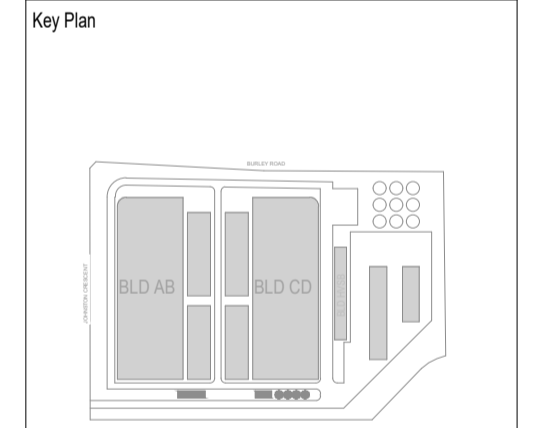 Key Plan
BURLEY ROAD
JOHNSTON CRESCENT
BLD AB
BLD CD